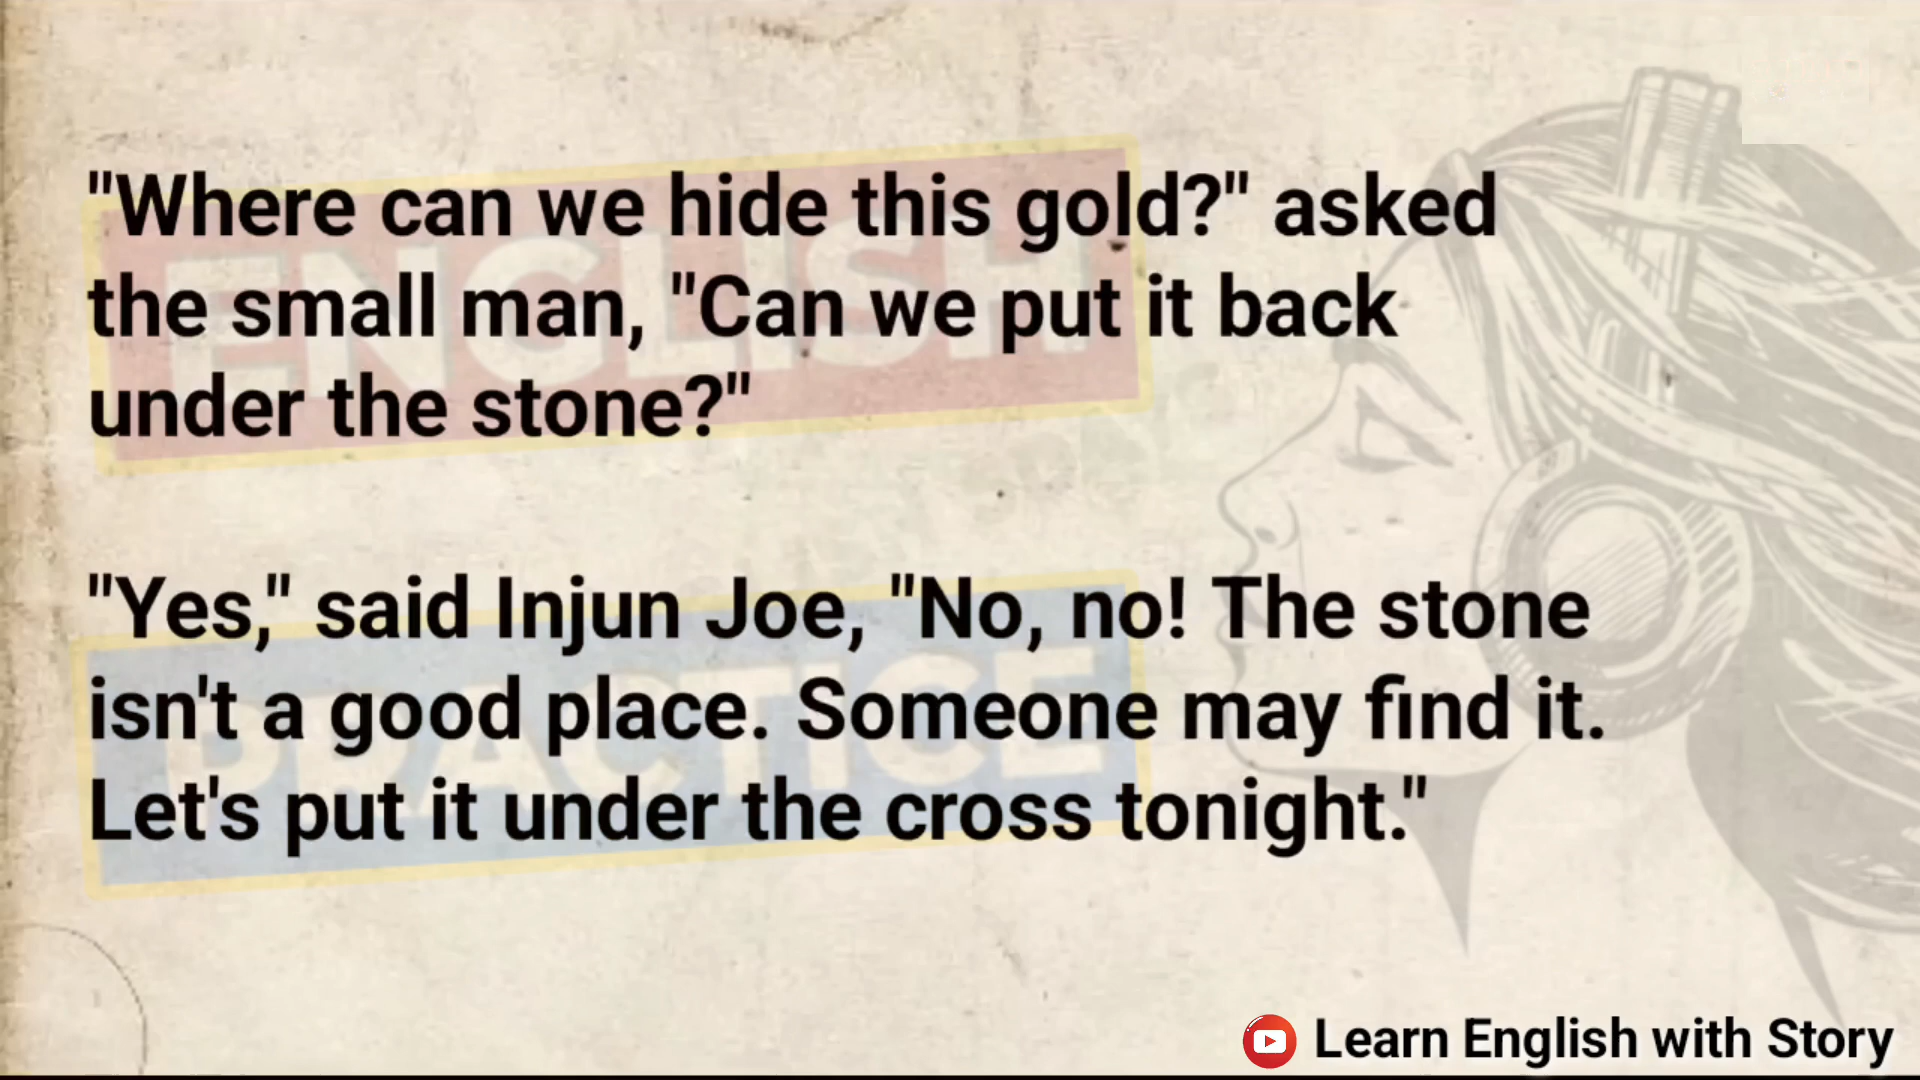 "Where can we hide this gold?" asked
the small man, "Can we put it back
under the stone?"
"Yes," said Injun Joe, "No, no! The stone
isn't a good place. Someone may find it.
Let's put it under the cross tonight."
ENGLISH
PRACTICE
Learn English with Story